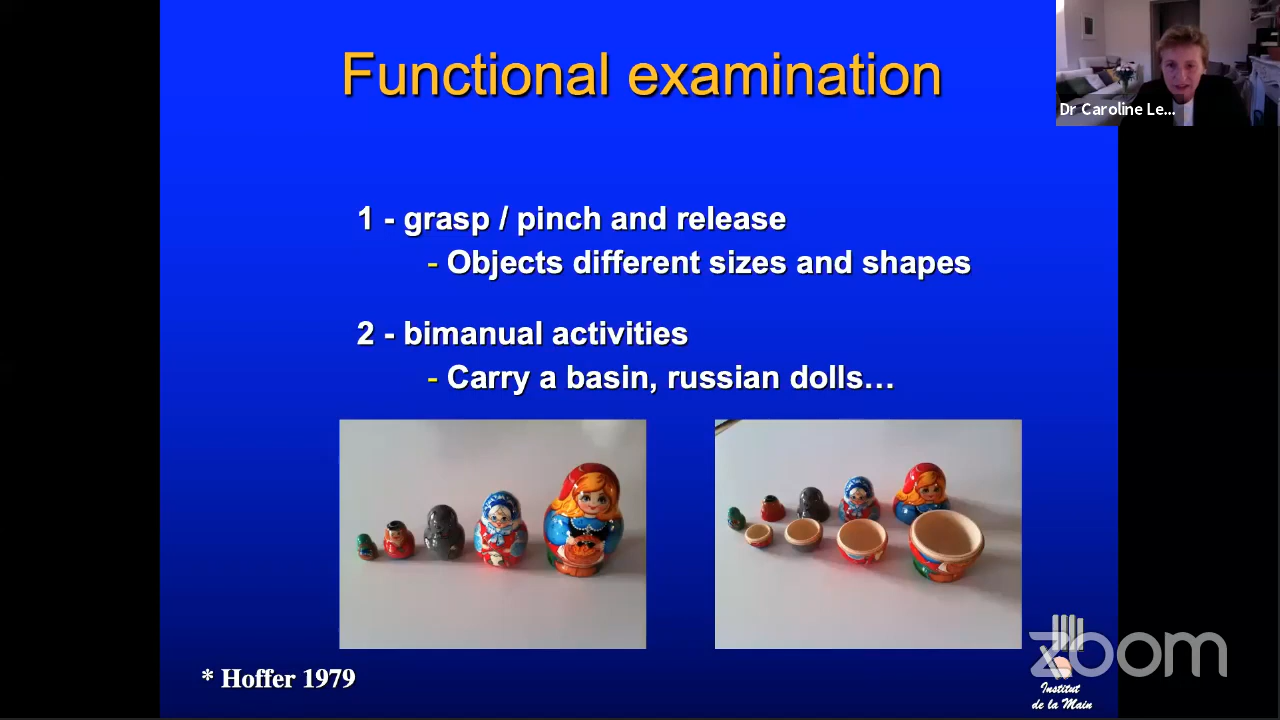 Functional examination
Dr Caroline Le...
1 - grasp / pinch and release
- Objects different sizes and shapes
2 - bimanual activities
- Carry a basin, russian dolls…
* Hoffer 1979
zoom
Institut
de la Main